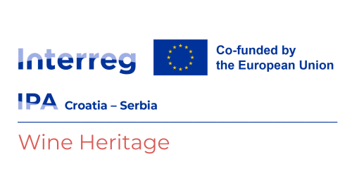 Interreg
Co-funded by
the European Union
IPA Croatia – Serbia
Wine Heritage